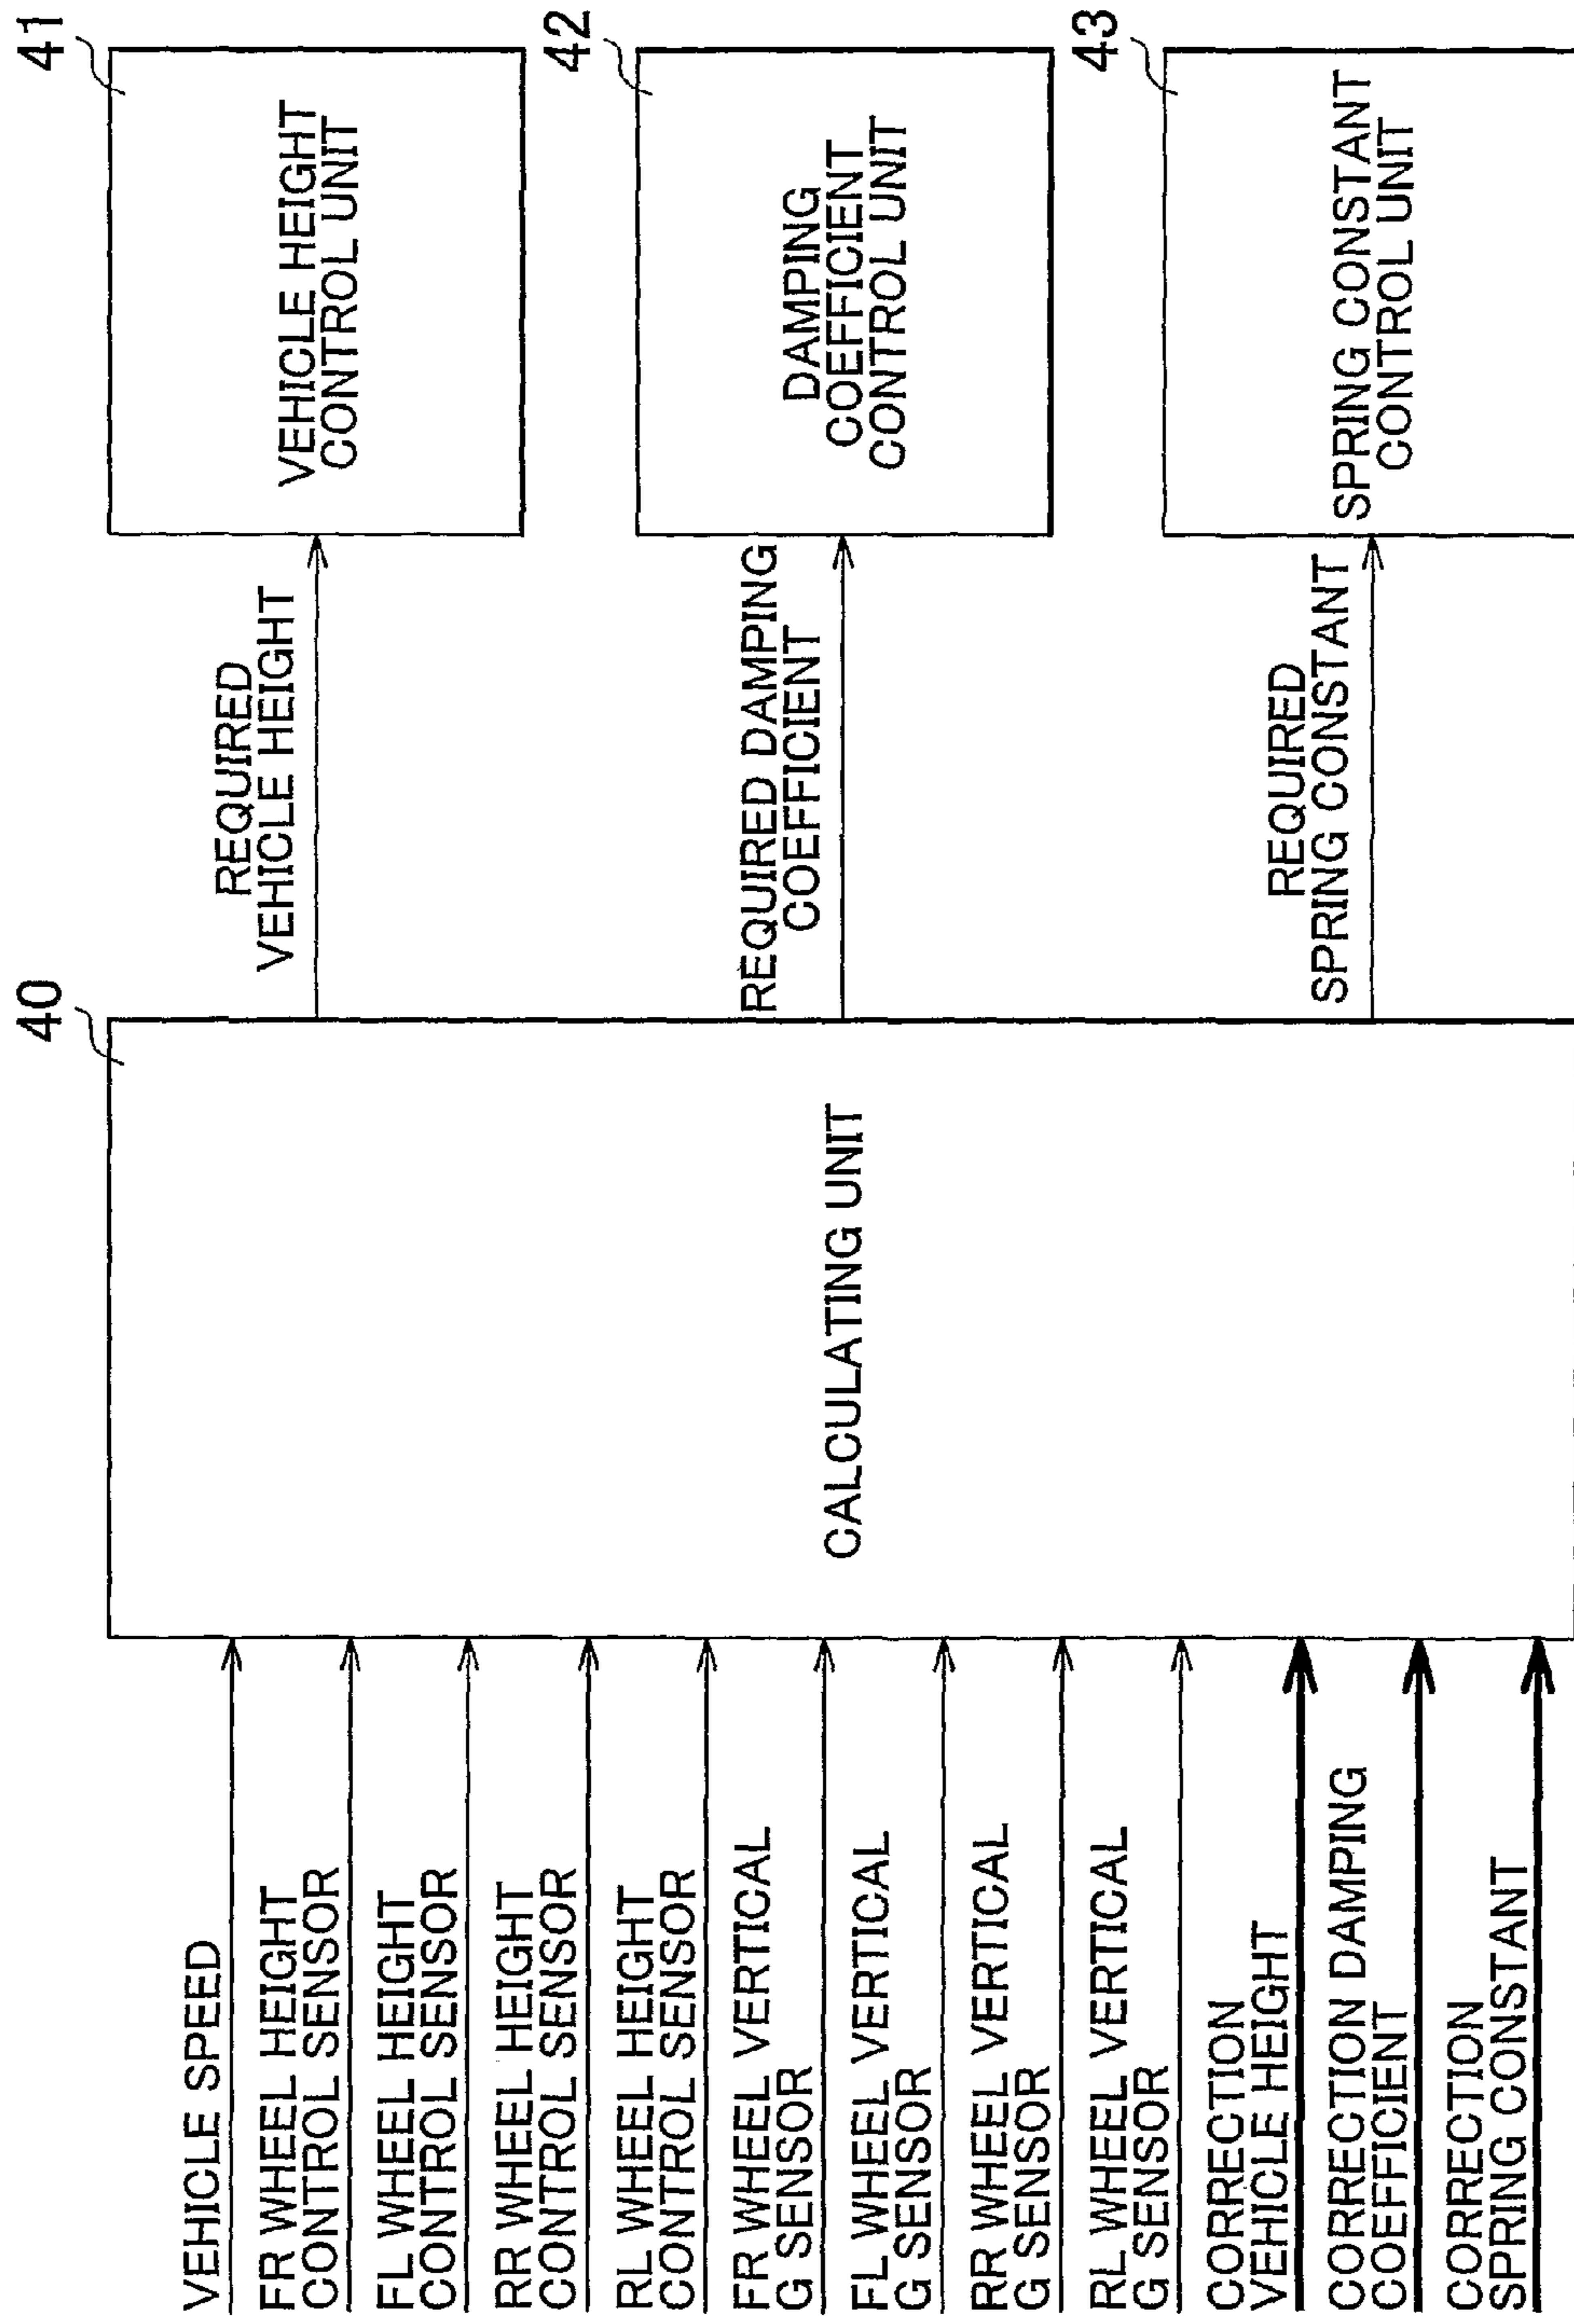 VEHICLE SPEED
FR WHEEL HEIGHT
CONTROL SENSOR
FL WHEEL HEIGHT
CONTROL SENSOR
RR WHEEL HEIGHT
CONTROL SENSOR
RL WHEEL HEIGHT
CONTROL SENSOR
FR WHEEL VERTICAL
G SENSOR
FL WHEEL VERTICAL
G SENSOR
RR WHEEL VERTICAL
G SENSOR
RL WHEEL VERTICAL
G SENSOR
CORRECTION
VEHICLE HEIGHT
CORRECTION DAMPING
COEFFICIENT
CORRECTION
SPRING CONSTANT
40
CALCULATING UNIT
REQUIRED
VEHICLE HEIGHT
REQUIRED DAMPING
COEFFICIENT
REQUIRED
SPRING CONSTANT
41
VEHICLE HEIGHT
CONTROL UNIT
42
DAMPING
COEFFICIENT
CONTROL UNIT
43
SPRING CONSTANT
CONTROL UNIT